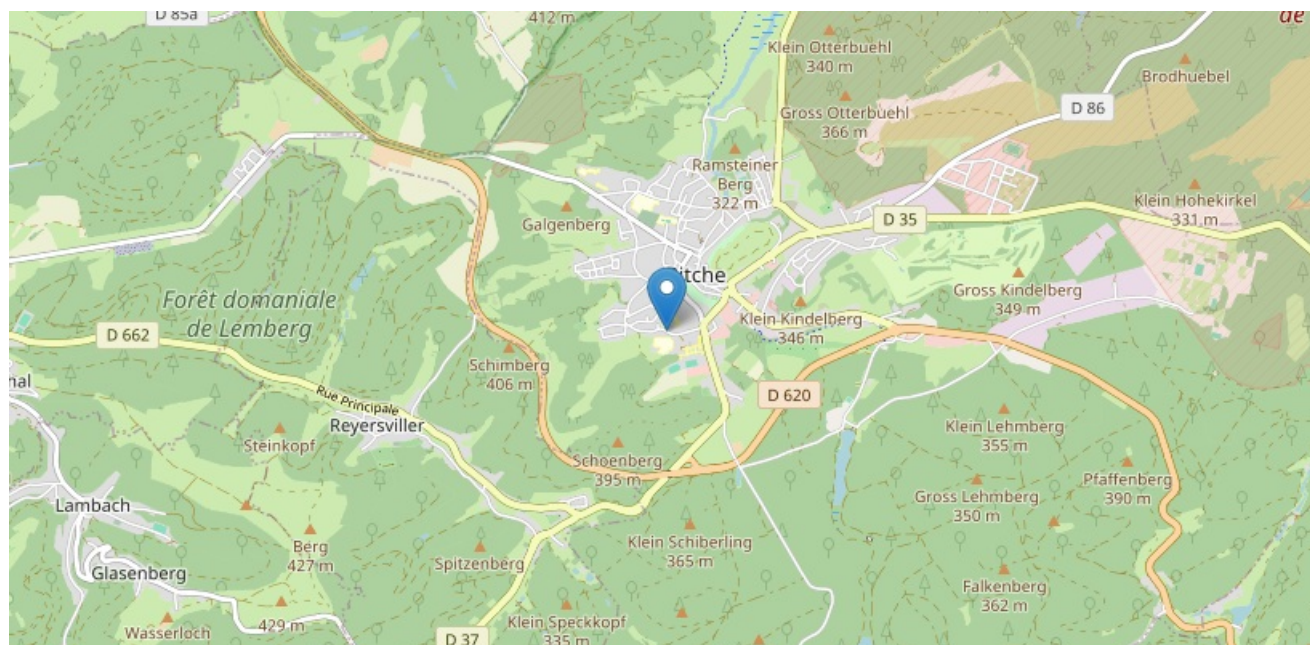 D 85a
412 m
de
Klein Otterbuehl
340 m
Brodhuebel
Gross Otterbuehl
366 m
D 86
Ramsteiner
Berg
322 m
Klein Hohekirkel
331 m
Galgenberg
D 35
itche
Gross Kindelberg
349 m
Forêt domaniale
de Lemberg
Klein Kindelberg
346 m
D 662
Schimberg
406 m
nal
Rue Principale
D 620
Reyersviller
Klein Lehmberg
355 m
Steinkopf
Schoenberg
395 m
Pfaffenberg
390 m
Gross Lehmberg
350 m
Lambach
Berg
427 m
Klein Schiberling
365 m
Spitzenberg
Glasenberg
Falkenberg
362 m
429 m
Klein Speckkopf
335 m
Wasserloch
D 37